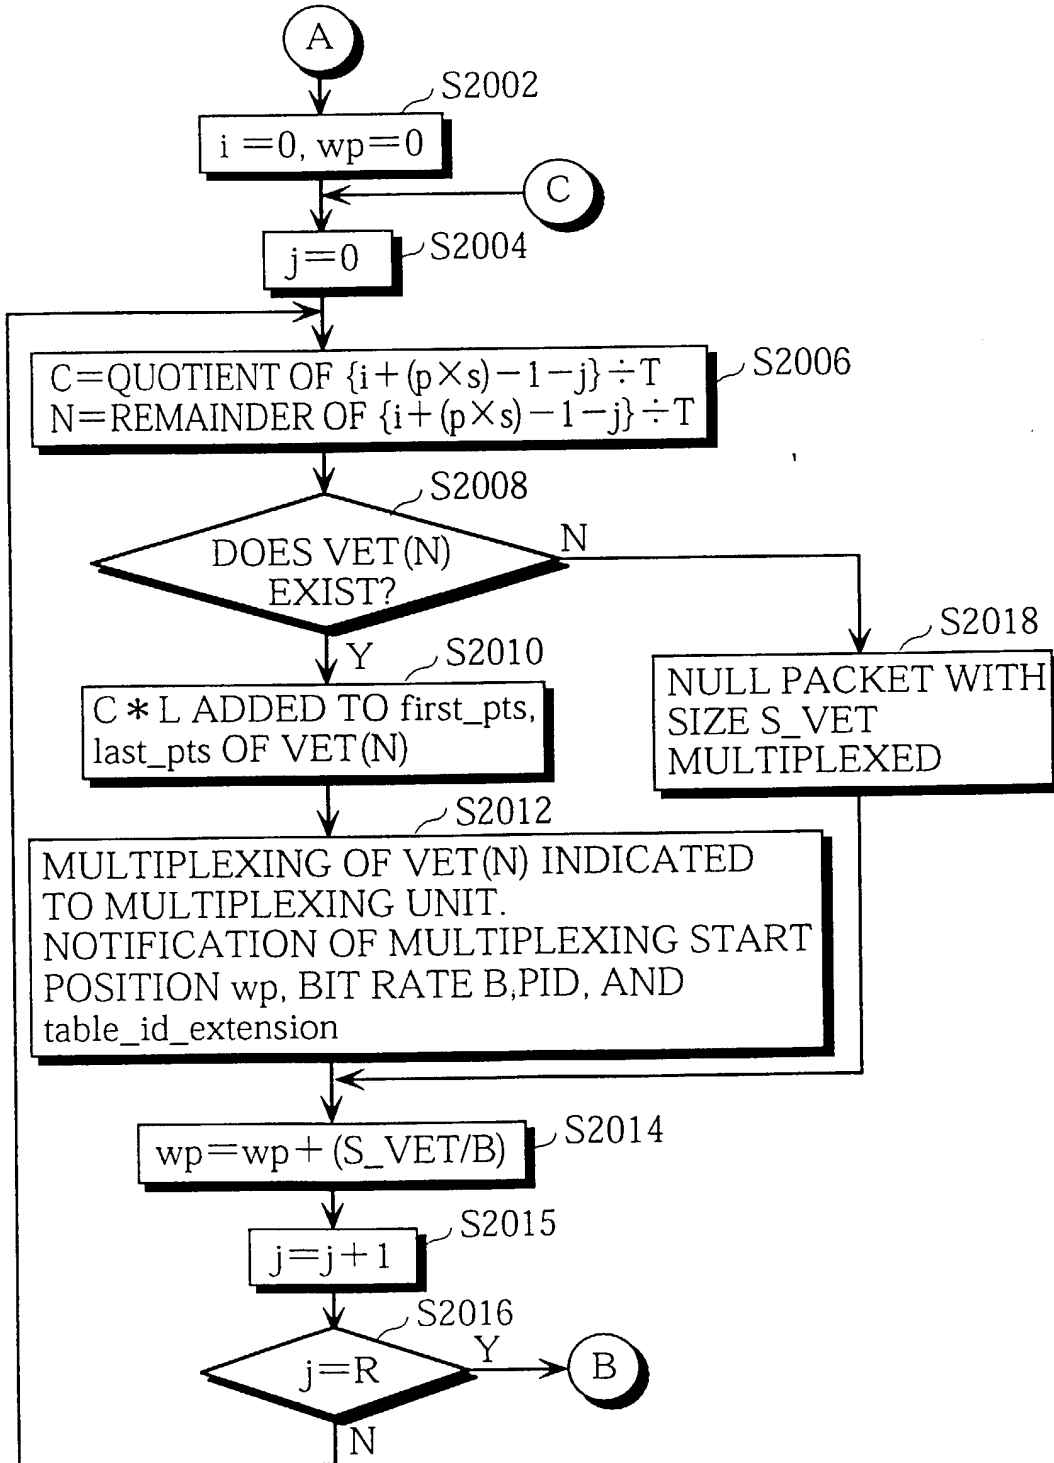 A
S2002
i=0, wp=0
C
S2004
j=0
S2006
C=QUOTIENT OF {i+(p×s)-1-j}÷T
N=REMAINDER OF {i+(p×s)-1-j}÷T
S2008
DOES VET(N)
EXIST?
N
Y
S2010
C*L ADDED TO first_pts,
last_pts OF VET(N)
S2018
NULL PACKET WITH
SIZE S_VET
MULTIPLEXED
S2012
MULTIPLEXING OF VET(N) INDICATED
TO MULTIPLEXING UNIT.
NOTIFICATION OF MULTIPLEXING START
POSITION wp, BIT RATE B,PID, AND
table_id_extension
S2014
wp=wp+(S_VET/B)
S2015
j=j+1
S2016
j=R
Y
B
N